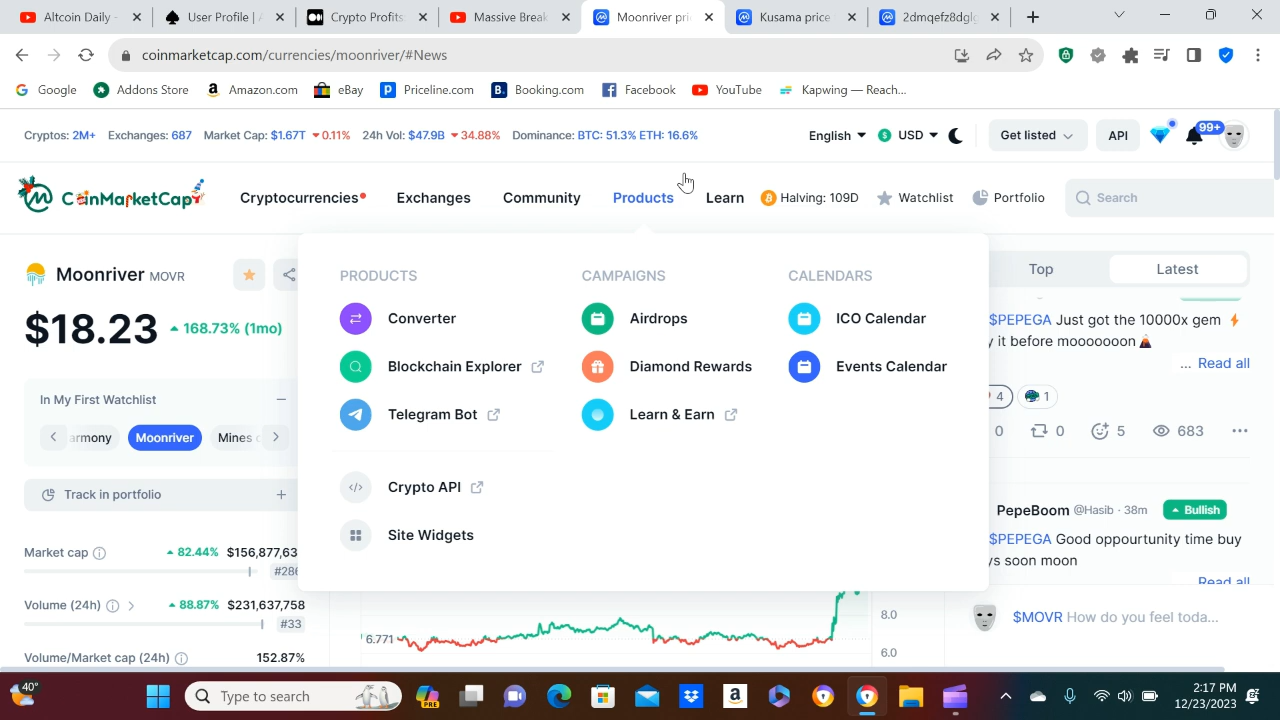 Altcoin Daily -
User Profile | A
Crypto Profits
Massive Break
Moonriver pri
Kusama price
2dmqefz8dglg
coinmarketcap.com/currencies/moonriver/#News
Google
Addons Store
Amazon.com
eBay
Priceline.com
Booking.com
Facebook
YouTube
Kapwing — Reach...
Cryptos: 2M+ Exchanges: 687 Market Cap: $1.67T 0.11% 24h Vol: $47.9B 34.88% Dominance: BTC: 51.3% ETH: 16.6%
English
USD
Get listed
API
99+
CoinMarketCap
Cryptocurrencies
Exchanges
Community
Products
Learn
Halving: 109D
Watchlist
Portfolio
Search
Moonriver MOVR
$18.23 168.73% (1mo)
In My First Watchlist
armony
Moonriver
Mines
Track in portfolio
Market cap 82.44% $156,877,63
#286
Volume (24h) 88.87% $231,637,758
#33
Volume/Market cap (24h) 152.87%
PRODUCTS
Converter
Blockchain Explorer
Telegram Bot
Crypto API
Site Widgets
CAMPAIGNS
Airdrops
Diamond Rewards
Learn & Earn
CALENDARS
ICO Calendar
Events Calendar
6.771
8.0
6.0
Top
Latest
$PEPEGA Just got the 10000x gem
y it before mooooooon
... Read all
4
1
0
0
5
683
PepeBoom @Hasib · 38m Bullish
$PEPEGA Good oppourtunity time buy
ys soon moon
Read all
$MOVR How do you feel toda...
40°
Type to search
PRE
2:17 PM
12/23/2023